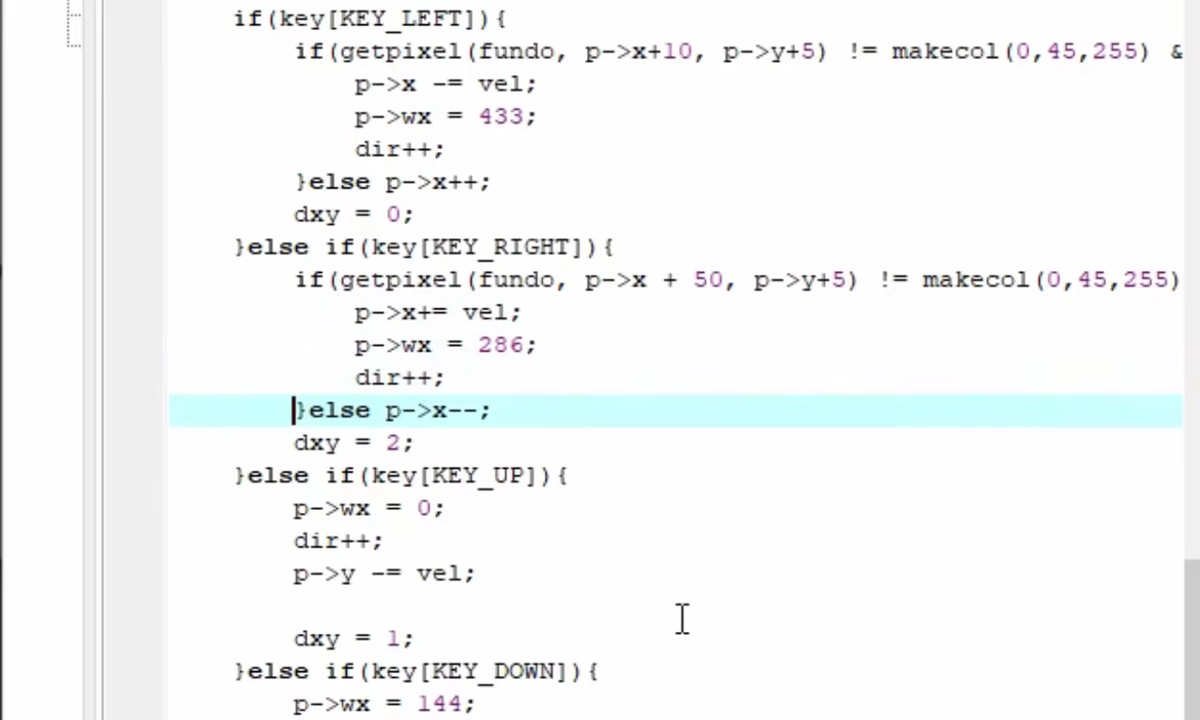 if(key[KEY_LEFT]){
if(getpixel(fundo, p->x+10, p->y+5) != makecol(0,45,255) &
p->x -= vel;
p->wx = 433;
dir++;
}else p->x++;
dxy = 0;
}else if(key[KEY_RIGHT]){
if(getpixel(fundo, p->x + 50, p->y+5) != makecol(0,45,255)
p->x+= vel;
p->wx = 286;
dir++;
}else p->x--;
dxy = 2;
}else if(key[KEY_UP]){
p->wx = 0;
dir++;
p->y -= vel;
dxy = 1;
}else if(key[KEY_DOWN]){
p->wx = 144;